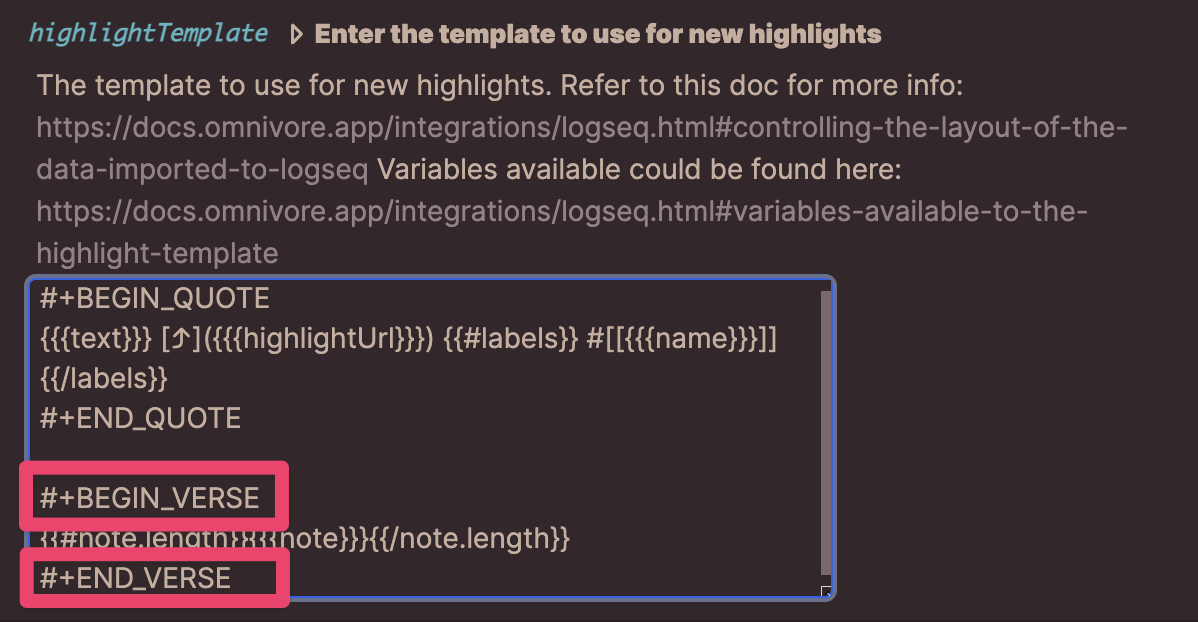 highlightTemplate ▷ Enter the template to use for new highlights
The template to use for new highlights. Refer to this doc for more info:
https://docs.omnivore.app/integrations/logseq.html#controlling-the-layout-of-the-
data-imported-to-logseq Variables available could be found here:
https://docs.omnivore.app/integrations/logseq.html#variables-available-to-the-
highlight-template
#+BEGIN_QUOTE
{{{text}}} [⤴]({{{highlightUrl}}}) {{#labels}} #[[{{{name}}}]]
{{/labels}}
#+END_QUOTE
#+BEGIN_VERSE
{{#note.length}}{{{note}}}{{/note.length}}
#+END_VERSE